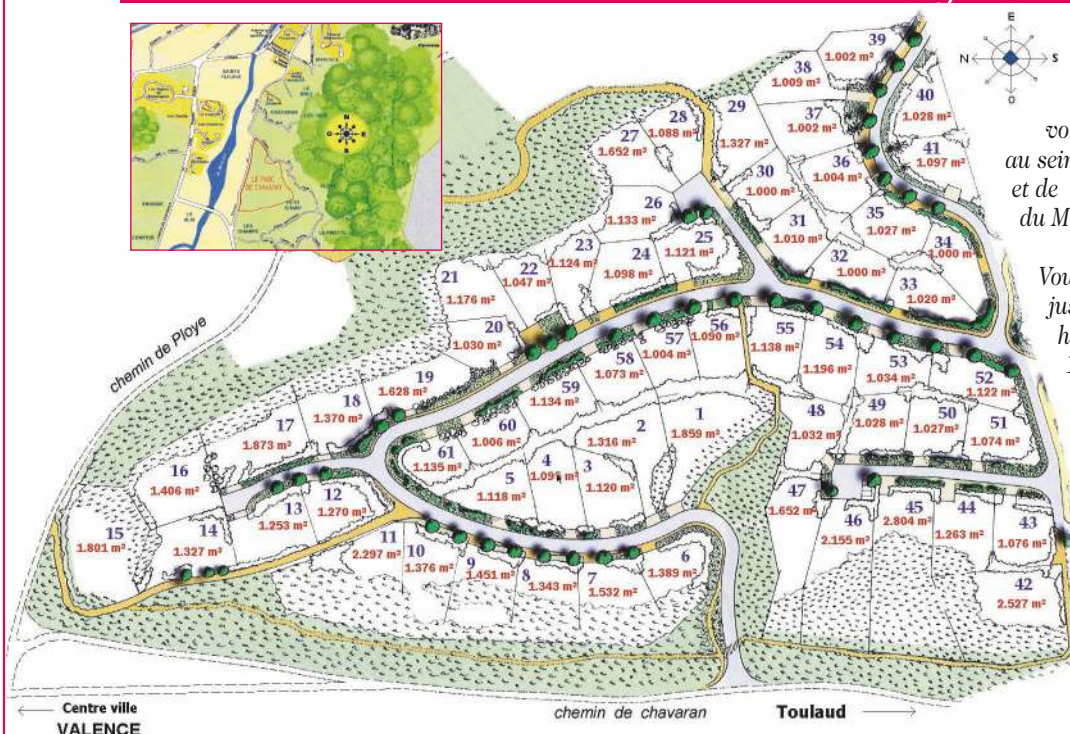 39
1.002 m²
38
1.009 m²
40
1.028 m²
37
1.002 m²
41
1.097 m²
36
1.004 m²
35
1.027 m²
34
1.000 m²
33
1.020 m²
32
1.000 m²
31
1.010 m²
30
1.000 m²
29
1.327 m²
28
1.088 m²
27
1.652 m²
26
1.133 m²
25
1.121 m²
24
1.098 m²
23
1.124 m²
22
1.047 m²
21
1.176 m²
20
1.030 m²
19
1.628 m²
18
1.370 m²
17
1.873 m²
16
1.406 m²
15
1.801 m²
14
1.327 m²
13
1.253 m²
12
1.270 m²
11
2.297 m²
10
1.376 m²
9
1.451 m²
8
1.343 m²
7
1.532 m²
6
1.389 m²
5
1.118 m²
4
3
1.120 m²
2
1.316 m²
1
1.859 m²
61
1.135 m²
60
1.006 m²
59
1.134 m²
58
1.073 m²
57
1.004 m²
56
1.090 m²
55
1.138 m²
54
1.196 m²
53
1.034 m²
52
1.122 m²
51
1.074 m²
50
1.027m²
49
1.028 m²
48
1.032 m²
47
1.652 m²
46
2.155 m²
45
2.804 m²
44
1.263 m²
43
1.076 m²
42
2.527 m²
E
N
S
O
N
O
E
S
LE PARC
DE CHAVARAN
vo
au sein
et de
du M
Vou
jus
h
chemin de Ploye
Centre ville
VALENCE
chemin de chavaran
Toulaud